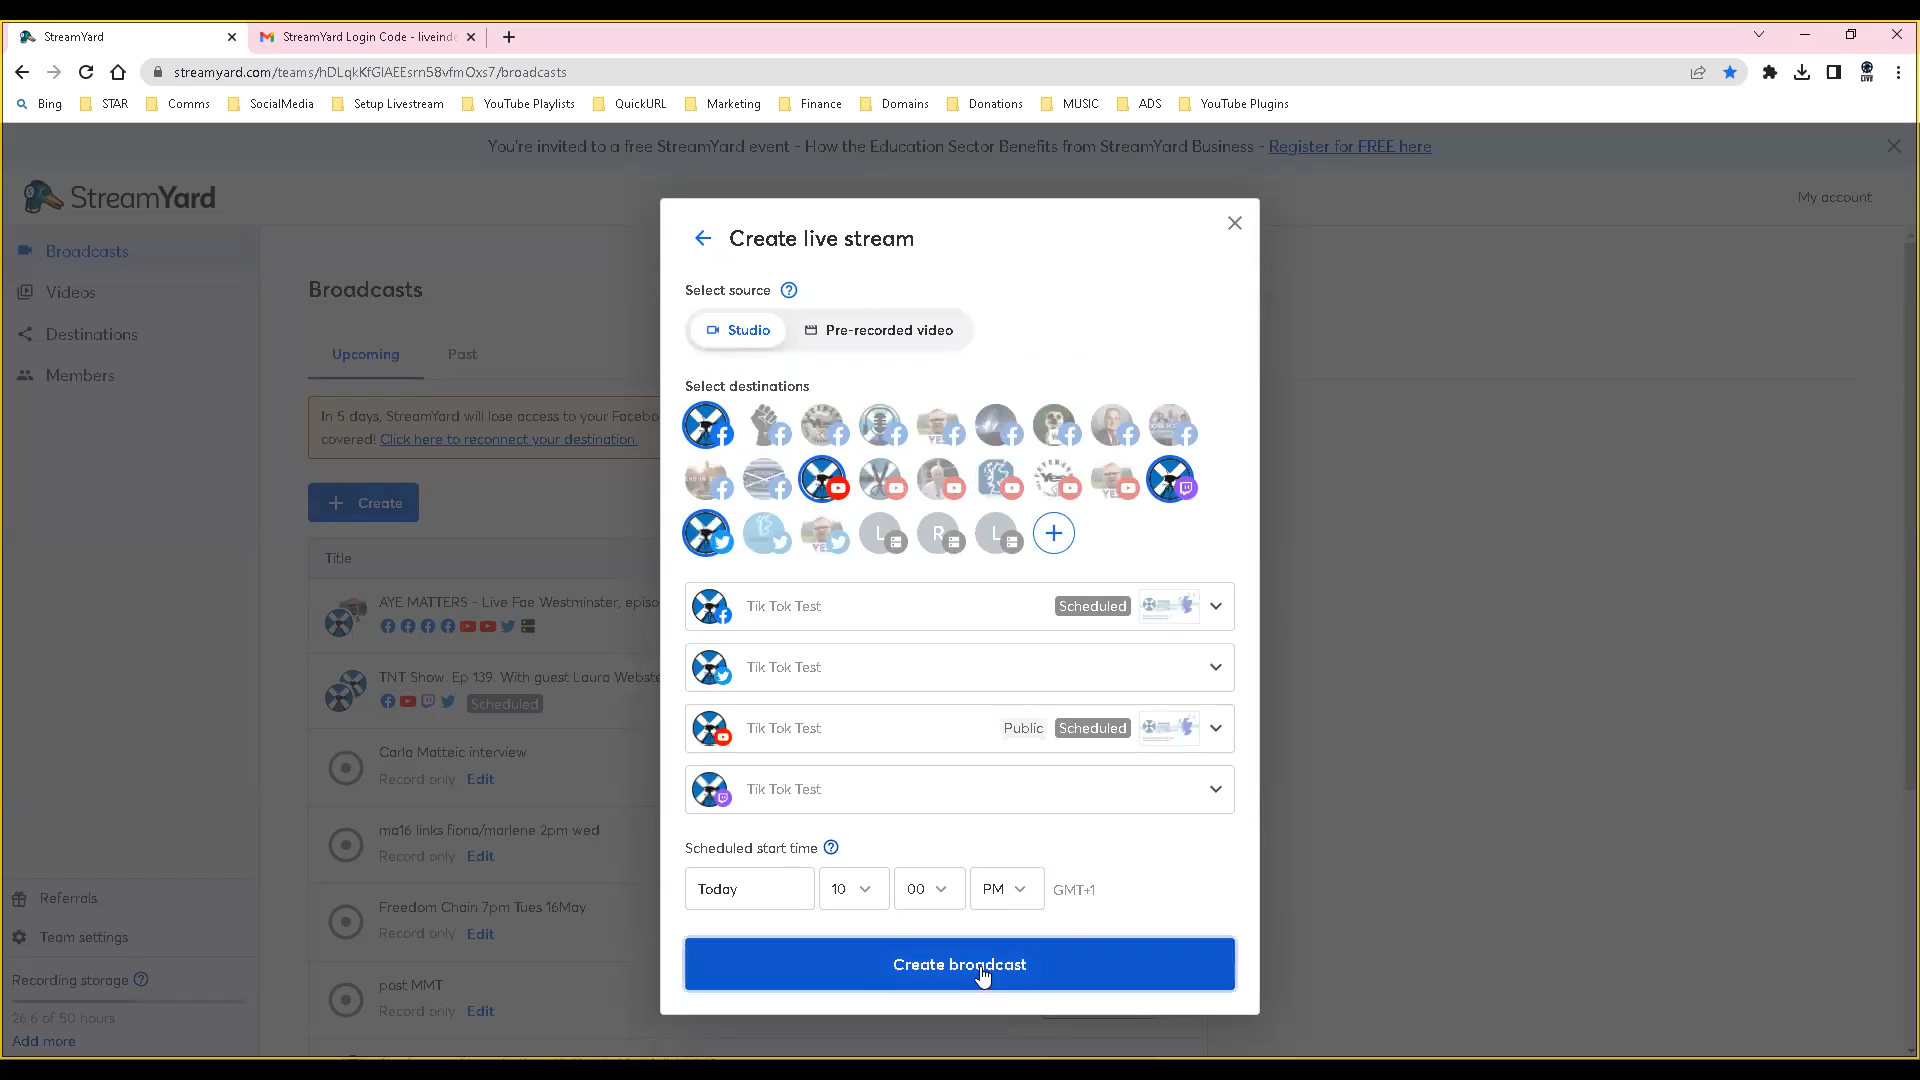 StreamYard
StreamYard Login Code - liveinde
streamyard.com/teams/hDLqkKfGlAEEsrn58vfmOxs7/broadcasts
Bing STAR Comms SocialMedia Setup Livestream YouTube Playlists QuickURL Marketing Finance Domains Donations MUSIC ADS YouTube Plugins
You're invited to a free StreamYard event - How the Education Sector Benefits from StreamYard Business - Register for FREE here
StreamYard
My account
Broadcasts
Videos
Destinations
Members
Referrals
Team settings
Recording storage
26.6 of 50 hours
Add more
Broadcasts
Upcoming Past
In 5 days, StreamYard will lose access to your Facebo
covered! Click here to reconnect your destination.
+ Create
Title
AYE MATTERS - Live Fae Westminster, episo
TNT Show. Ep 139. With guest Laura Webste
Scheduled
Carla Matteic interview
Record only Edit
ma16 links fiona/marlene 2pm wed
Record only Edit
Freedom Chain 7pm Tues 16May
Record only Edit
post MMT
Record only Edit
Create live stream
Select source
Studio Pre-recorded video
Select destinations
L R L
Tik Tok Test Scheduled
Tik Tok Test
Tik Tok Test Public Scheduled
Tik Tok Test
Scheduled start time
Today 10 00 PM GMT+1
Create broadcast